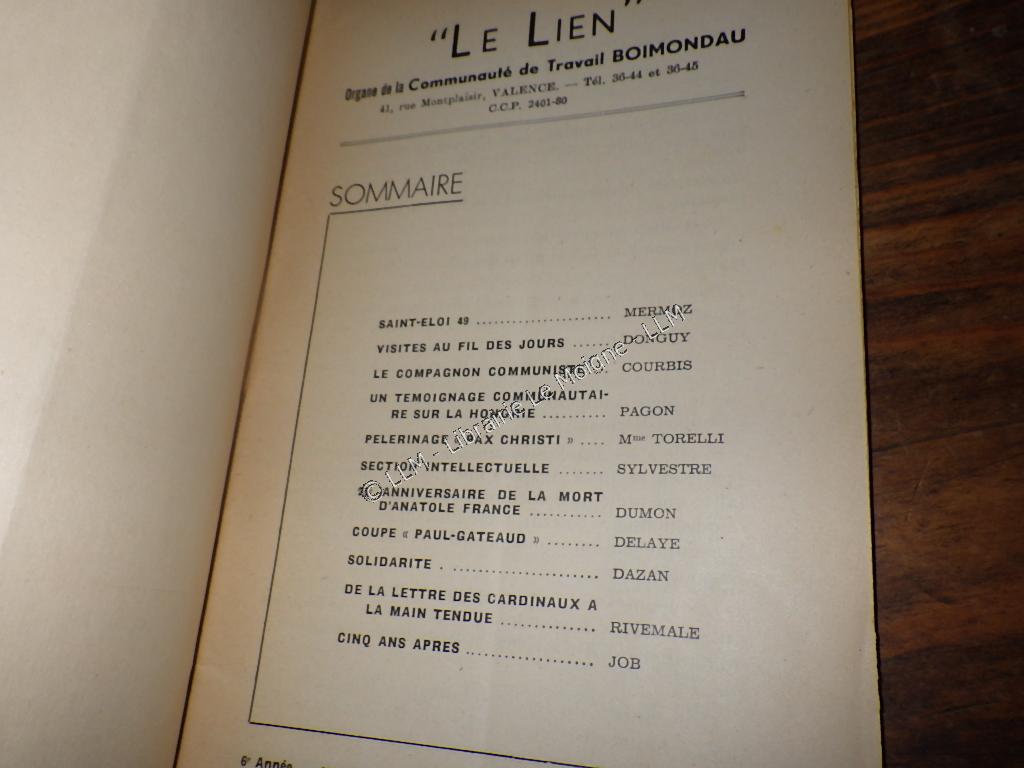 “LE LIEN”
Organe de la Communauté de Travail BOIMONDAU
41, rue Montplaisir, VALENCE. — Tél. 36-44 et 36-45
C.C.P. 2401-80
SOMMAIRE
SAINT-ELOI 49 ...................... MERMOZ
VISITES AU FIL DES JOURS ...... DONGUY
LE COMPAGNON COMMUNISTE .. COURBIS
UN TEMOIGNAGE COMMUNAUTAI-
RE SUR LA HONGRIE .......... PAGON
PELERINAGE « PAX CHRISTI » .... Mme TORELLI
SECTION INTELLECTUELLE ....... SYLVESTRE
ANNIVERSAIRE DE LA MORT
D'ANATOLE FRANCE ........... DUMON
COUPE « PAUL-GATEAUD » ........ DELAYE
SOLIDARITE . ...................... DAZAN
DE LA LETTRE DES CARDINAUX A
LA MAIN TENDUE .............. RIVEMALE
CINQ ANS APRES ................... JOB
6e Année
© LLM - Librairie Le Moigne - LLM